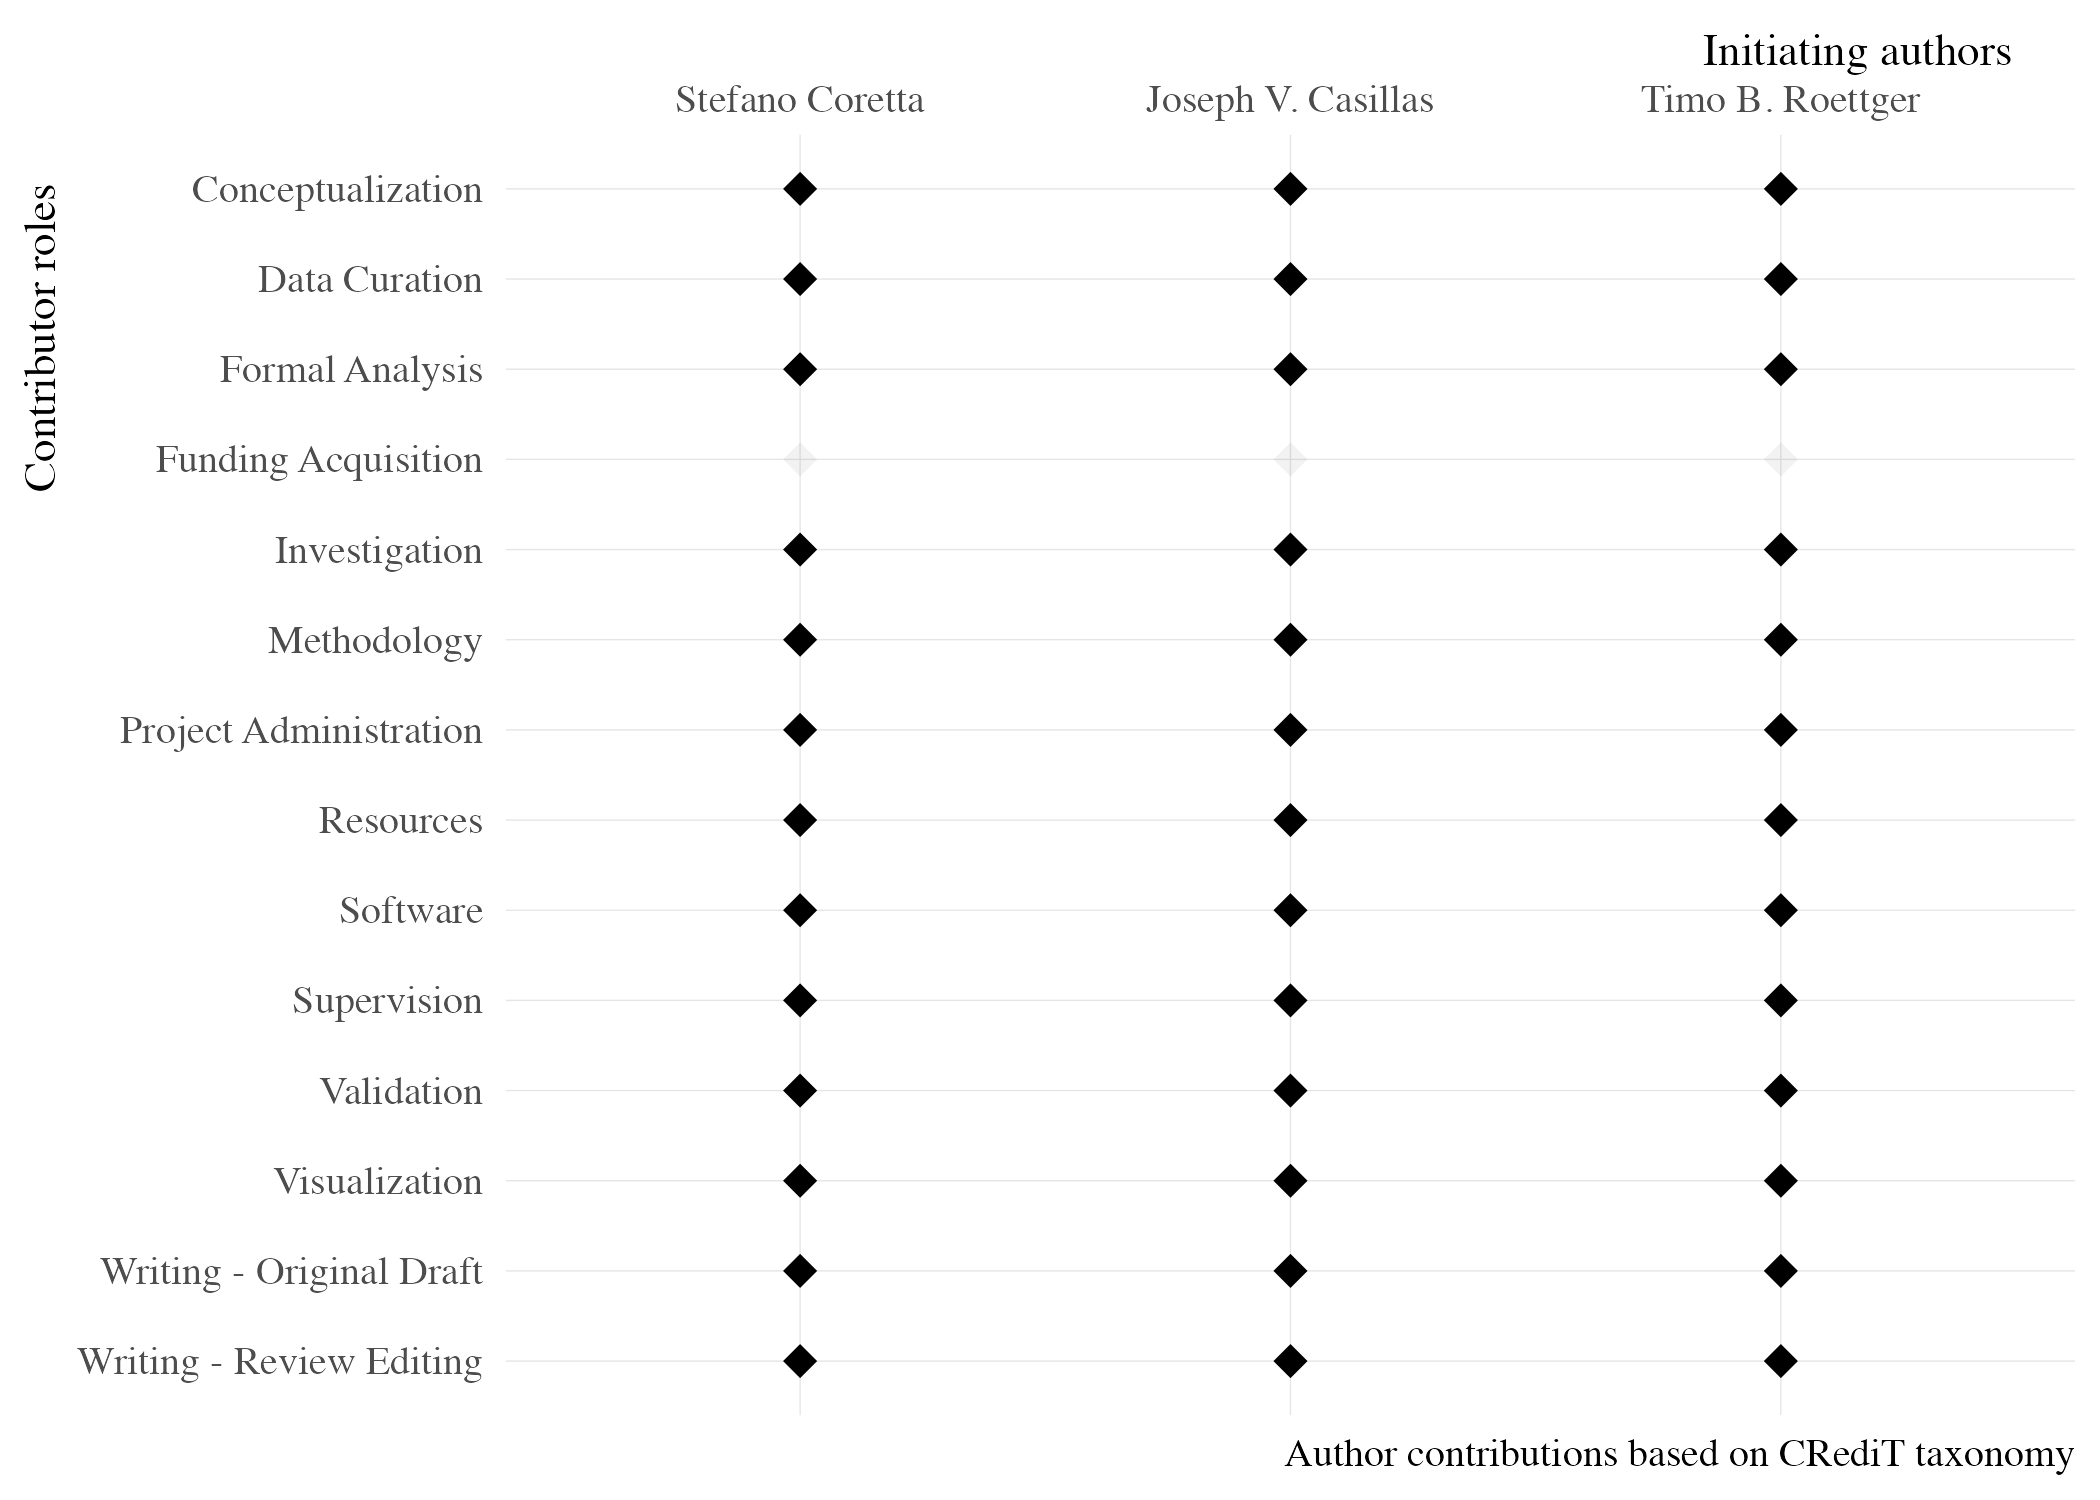 Initiating authors
Stefano Coretta Joseph V. Casillas Timo B. Roettger
Contributor roles
Conceptualization
Data Curation
Formal Analysis
Funding Acquisition
Investigation
Methodology
Project Administration
Resources
Software
Supervision
Validation
Visualization
Writing - Original Draft
Writing - Review Editing
Author contributions based on CRediT taxonomy